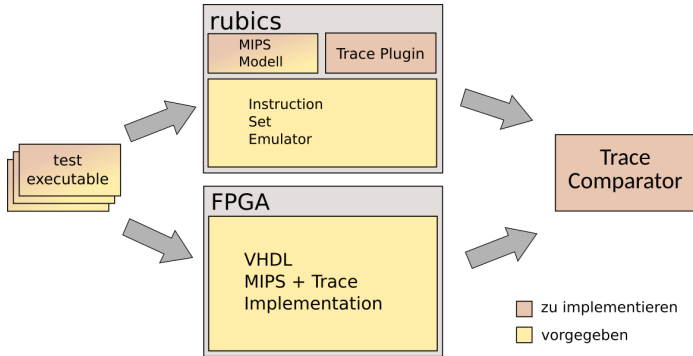 rubics
MIPS
Modell
Trace Plugin
Instruction
Set
Emulator
test
executable
Trace
Comparator
FPGA
VHDL
MIPS + Trace
Implementation
zu implementieren
vorgegeben